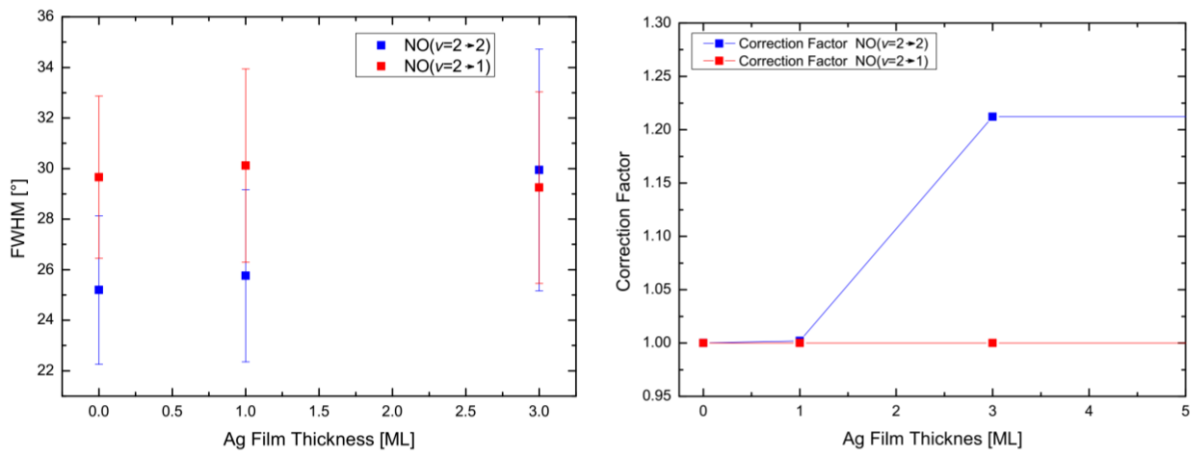 36
34
32
30
28
26
24
22
FWHM [°]
NO(v=2→2)
NO(v=2→1)
0.0 0.5 1.0 1.5 2.0 2.5 3.0
Ag Film Thickness [ML]
1.30
1.25
1.20
1.15
1.10
1.05
1.00
0.95
Correction Factor
Correction Factor NO(v=2→2)
Correction Factor NO(v=2→1)
0 1 2 3 4 5
Ag Film Thicknes [ML]